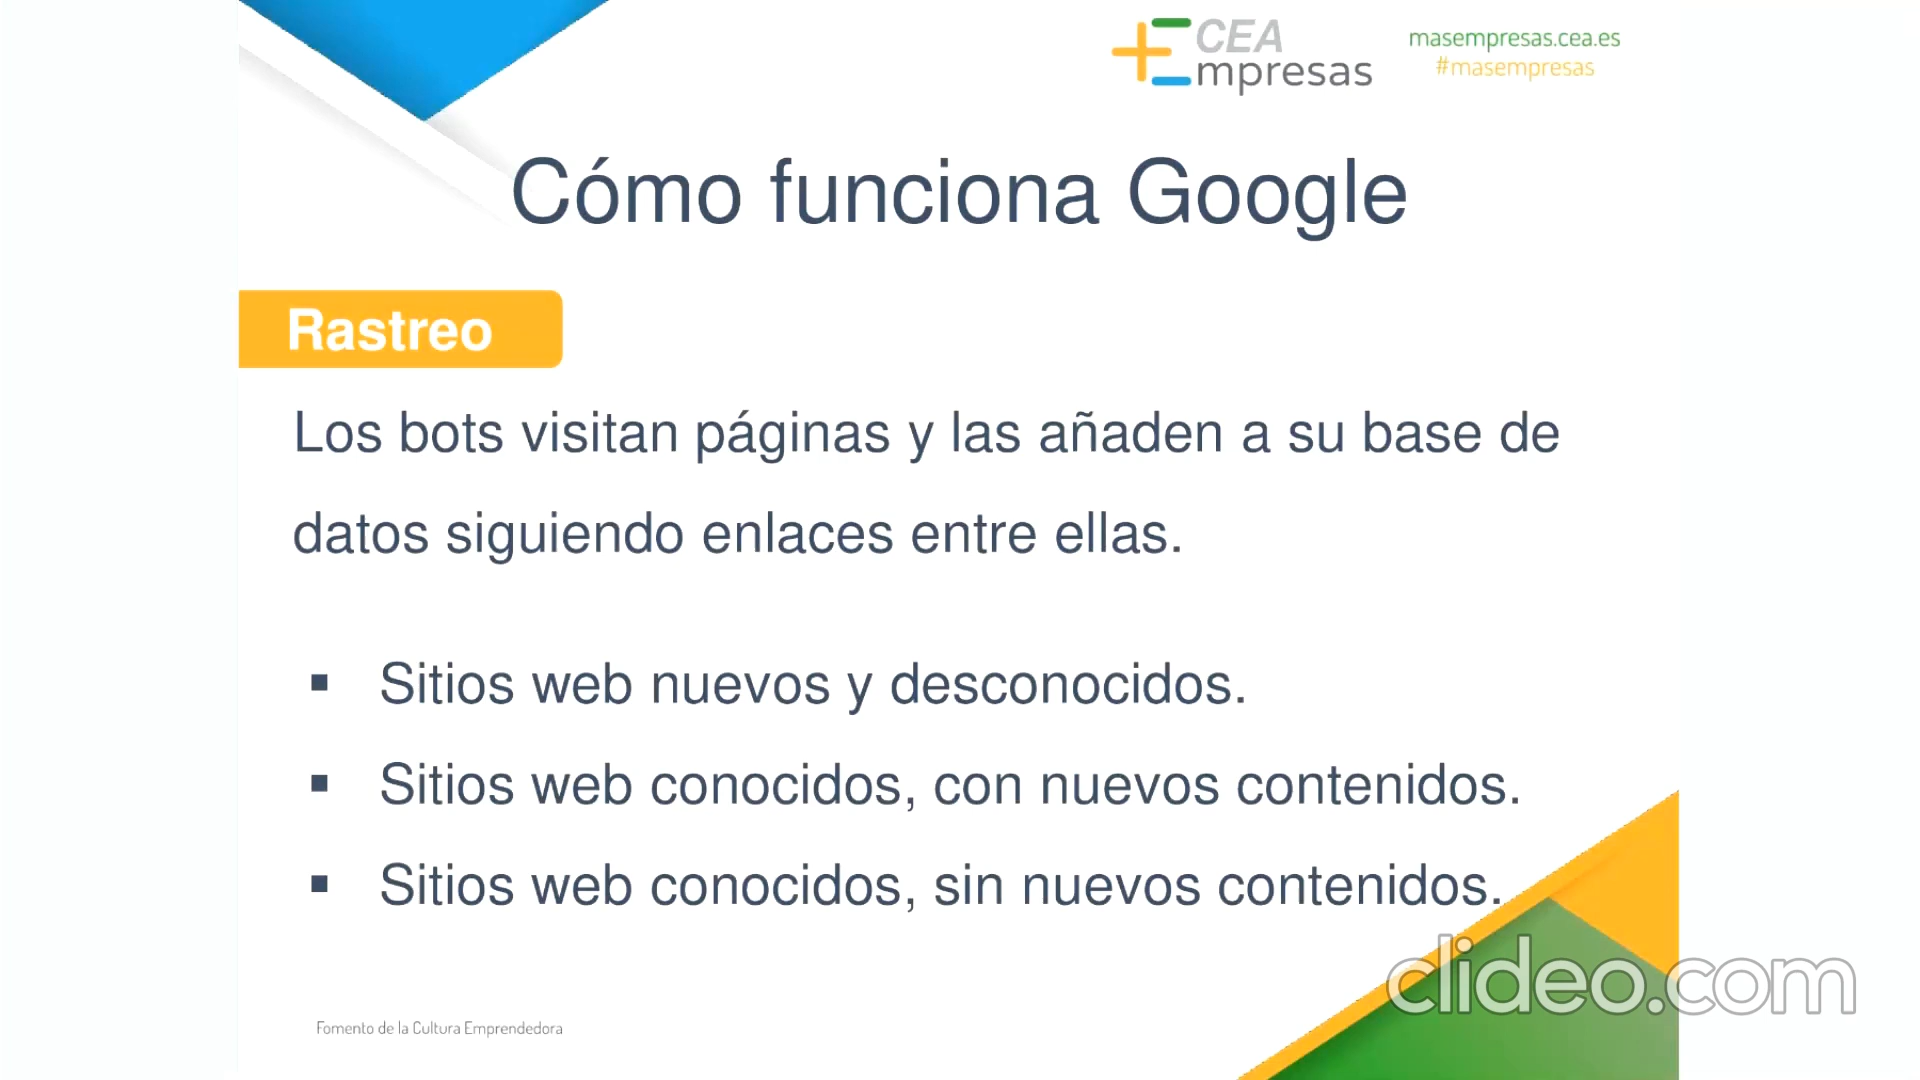 CEA
Empresas
masempresas.cea.es
#masempresas
Cómo funciona Google
Rastreo
Los bots visitan páginas y las añaden a su base de
datos siguiendo enlaces entre ellas.
▪ Sitios web nuevos y desconocidos.
▪ Sitios web conocidos, con nuevos contenidos.
▪ Sitios web conocidos, sin nuevos contenidos.
clideo.com
Fomento de la Cultura Emprendedora